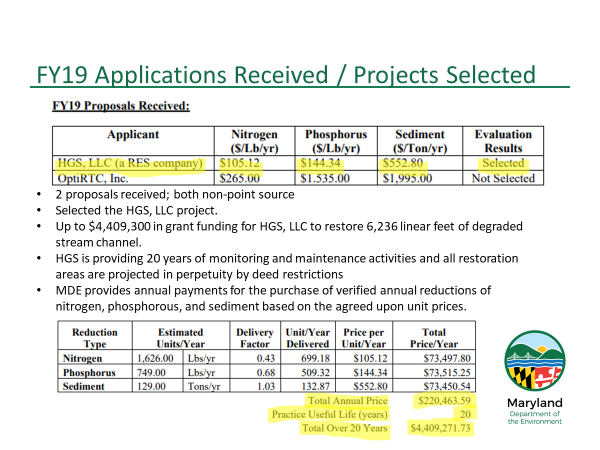 FY19 Applications Received / Projects Selected
FY19 Proposals Received:
Applicant Nitrogen ($/Lb/yr) Phosphorus ($/Lb/yr) Sediment ($/Ton/yr) Evaluation Results
HGS, LLC (a RES company) $105.12 $144.34 $552.80 Selected
OptiRTC, Inc. $265.00 $1,535.00 $1,995.00 Not Selected
• 2 proposals received; both non-point source
• Selected the HGS, LLC project.
• Up to $4,409,300 in grant funding for HGS, LLC to restore 6,236 linear feet of degraded
stream channel.
• HGS is providing 20 years of monitoring and maintenance activities and all restoration
areas are projected in perpetuity by deed restrictions
• MDE provides annual payments for the purchase of verified annual reductions of
nitrogen, phosphorous, and sediment based on the agreed upon unit prices.
Reduction Type Estimated Units/Year Delivery Factor Unit/Year Delivered Price per Unit/Year Total Price/Year
Nitrogen 1,626.00 Lbs/yr 0.43 699.18 $105.12 $73,497.80
Phosphorus 749.00 Lbs/yr 0.68 509.32 $144.34 $73,515.25
Sediment 129.00 Tons/yr 1.03 132.87 $552.80 $73,450.54
Total Annual Price $220,463.59
Practice Useful Life (years) 20
Total Over 20 Years $4,409,271.73
Maryland
Department of
the Environment